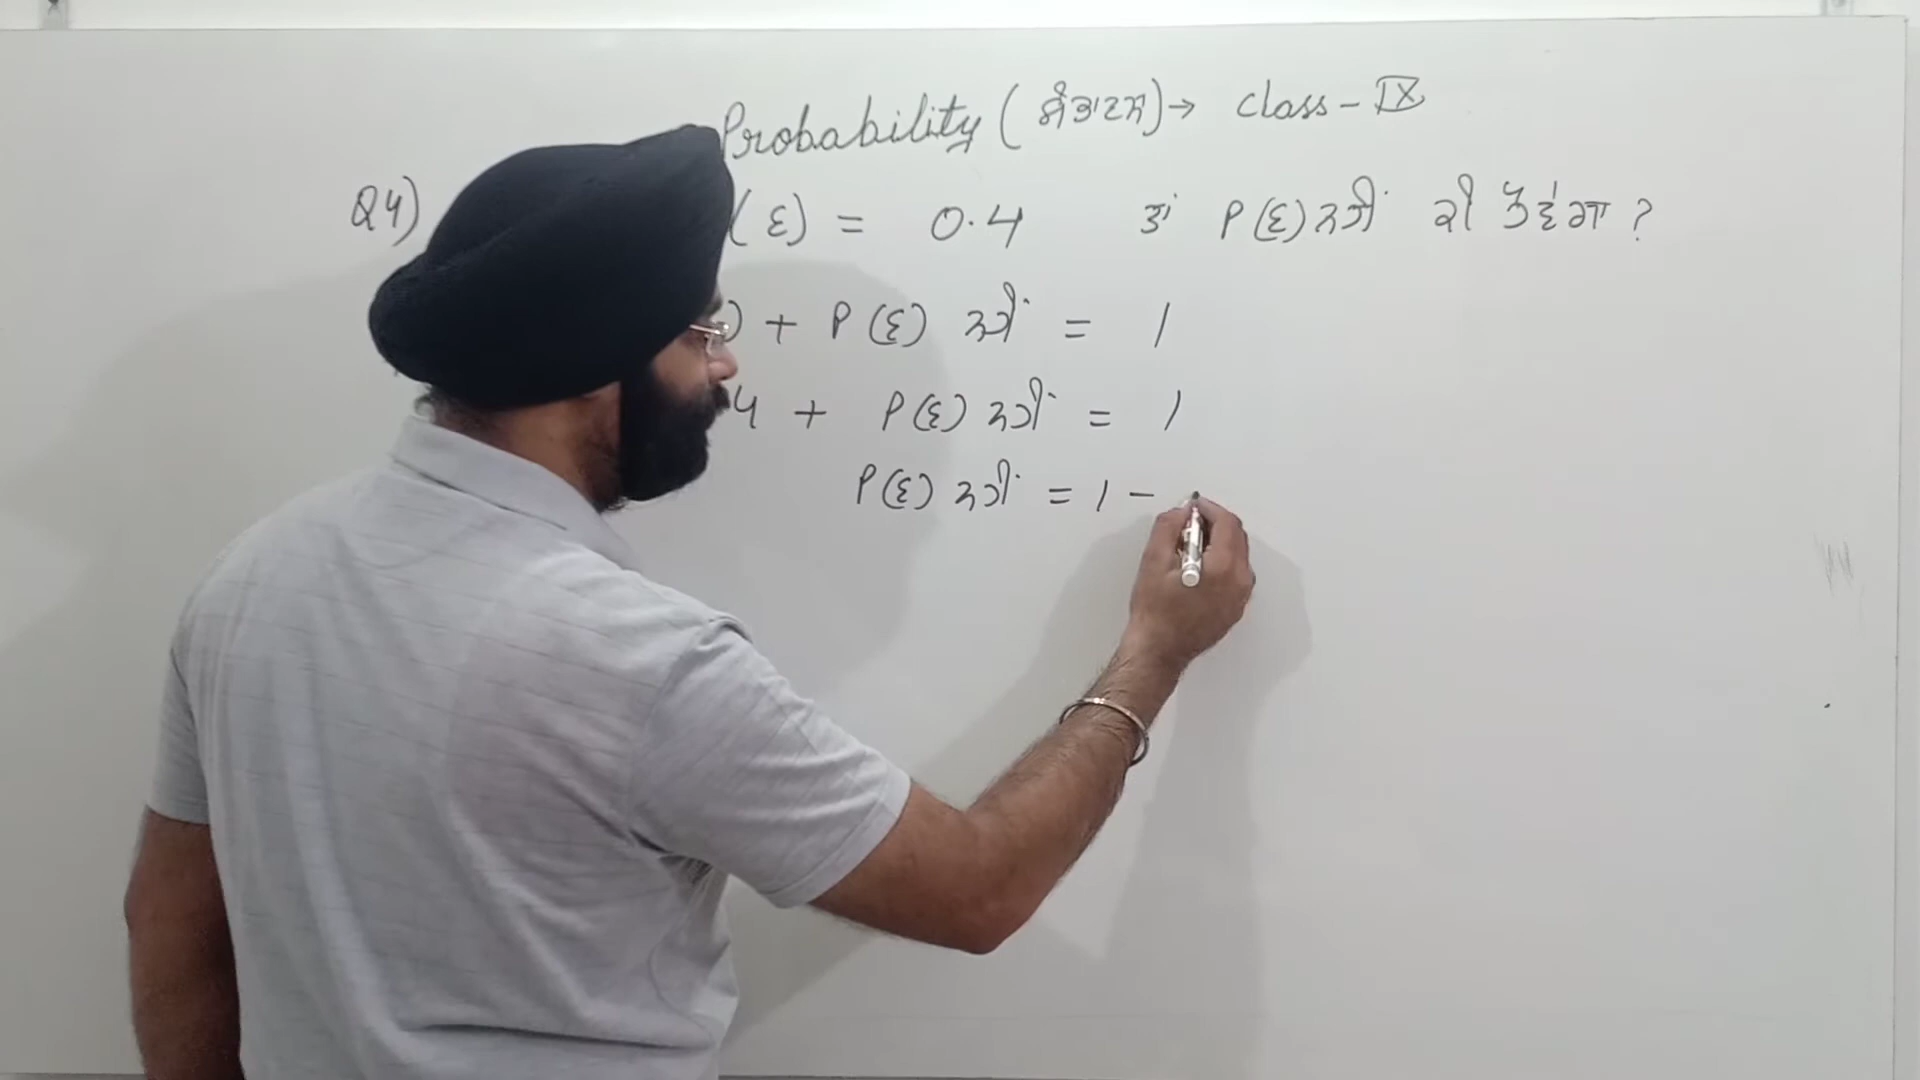 Probability (ਸੰਭਾਵਨਾ) → class - IX
Q4) (E) = 0.4 ਤਾਂ P(E) ਨਹੀਂ ਕੀ ਹੋਵੇਗਾ ?
) + P(E) ਨਹੀਂ = 1
4 + P(E) ਨਹੀਂ = 1
P(E) ਨਹੀਂ = 1 -